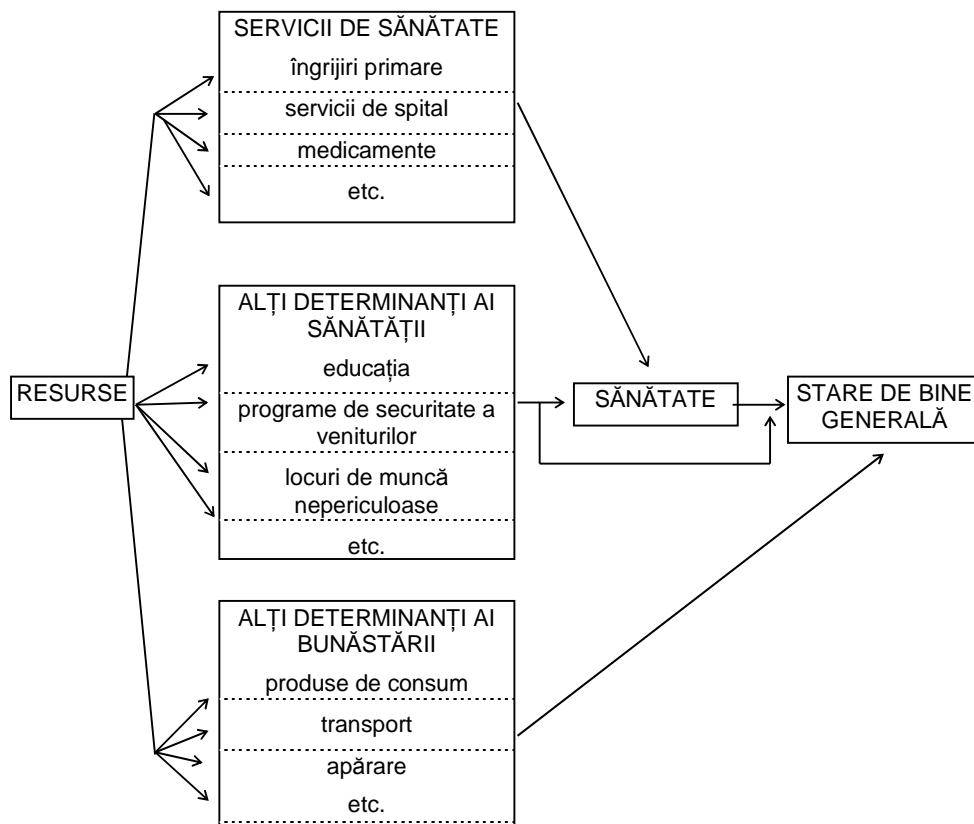 SERVICII DE SĂNĂTATE
îngrijiri primare
servicii de spital
medicamente
etc.
ALȚI DETERMINANȚI AI
SĂNĂTĂȚII
educația
programe de securitate a
veniturilor
locuri de muncă
nepericuloase
etc.
RESURSE
SĂNĂTATE
STARE DE BINE
GENERALĂ
ALȚI DETERMINANȚI AI
BUNĂSTĂRII
produse de consum
transport
apărare
etc.